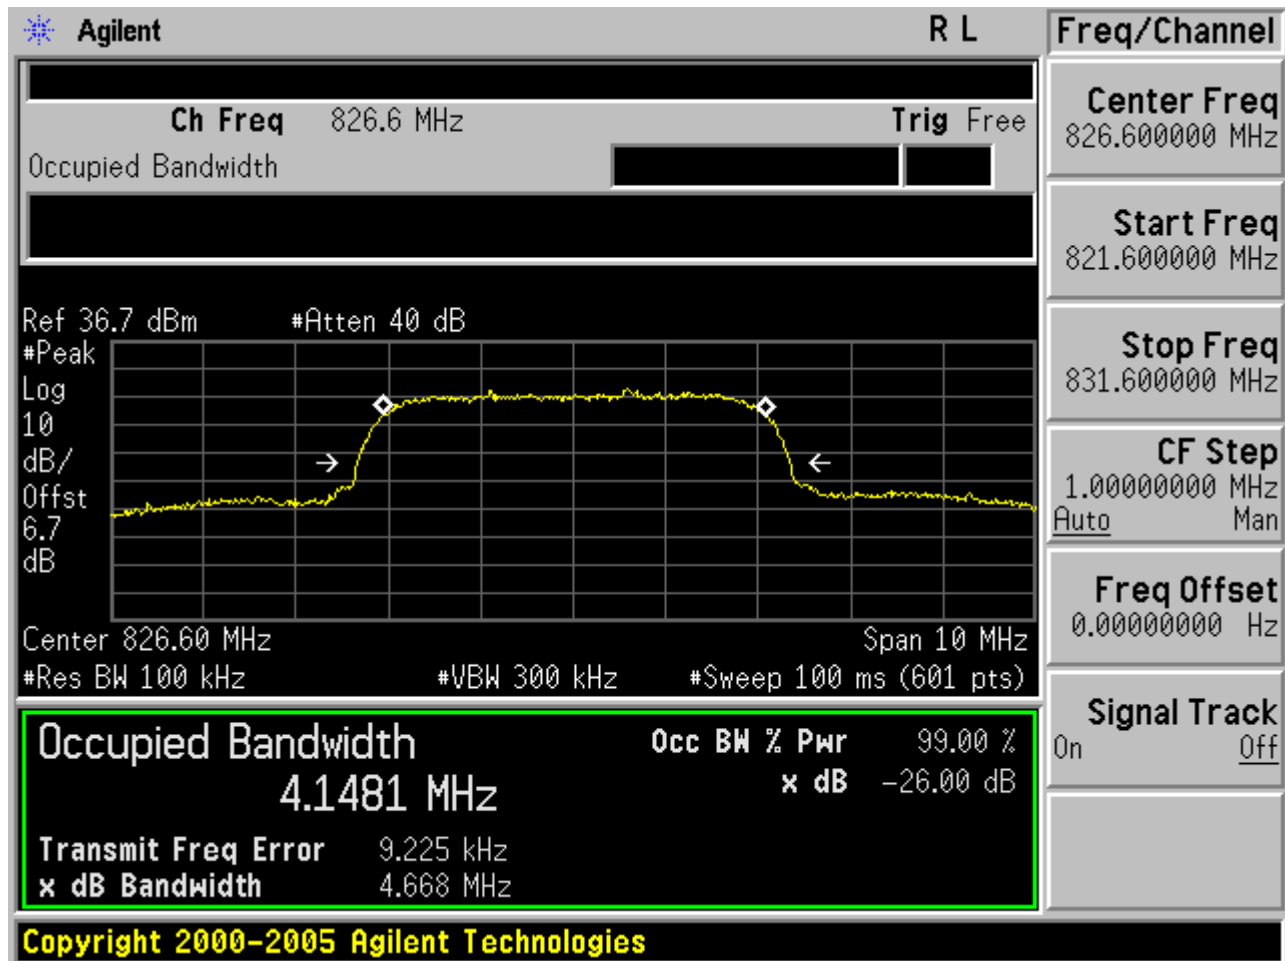 Agilent R L Freq/Channel
Ch Freq 826.6 MHz Trig Free
Occupied Bandwidth
Center Freq
826.600000 MHz
Start Freq
821.600000 MHz
Stop Freq
831.600000 MHz
CF Step
1.00000000 MHz
Auto Man
Freq Offset
0.00000000 Hz
Signal Track
On Off
Ref 36.7 dBm #Atten 40 dB
#Peak
Log
10
dB/
Offst
6.7
dB
Center 826.60 MHz Span 10 MHz
#Res BW 100 kHz #VBW 300 kHz #Sweep 100 ms (601 pts)
Occupied Bandwidth Occ BW % Pwr 99.00 %
4.1481 MHz x dB -26.00 dB
Transmit Freq Error 9.225 kHz
x dB Bandwidth 4.668 MHz
Copyright 2000-2005 Agilent Technologies